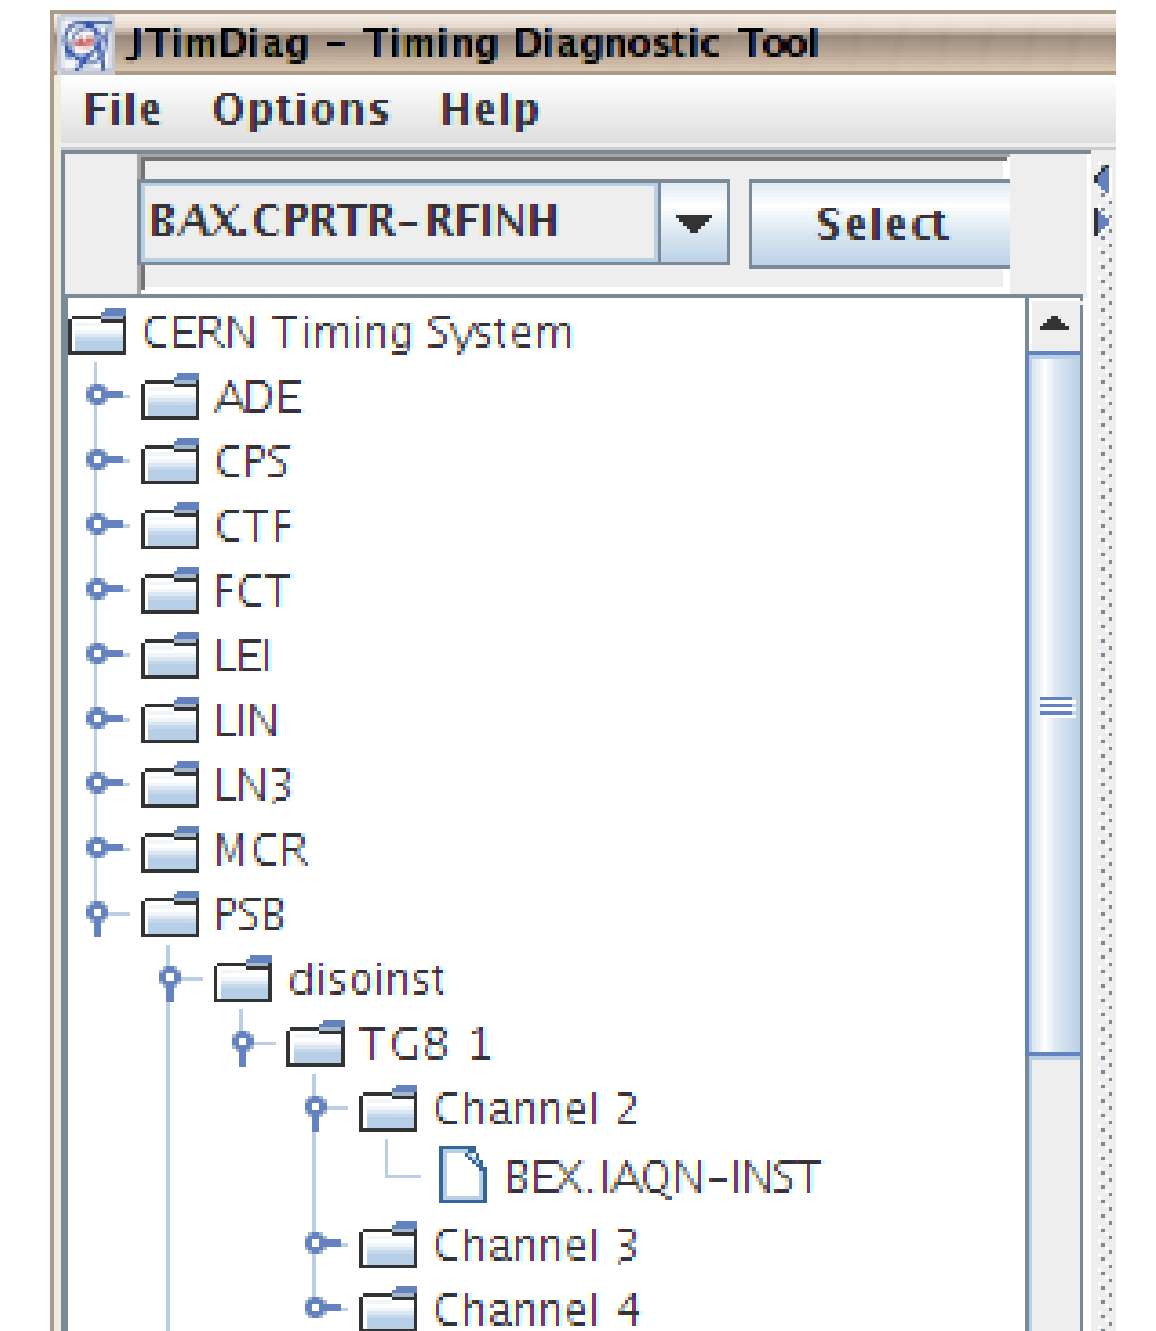 JTimDiag - Timing Diagnostic Tool
File Options Help
BAX.CPRTR-RFINH Select
CERN Timing System
ADE
CPS
CTF
FCT
LEI
LIN
LN3
MCR
PSB
disoinst
TG8 1
Channel 2
BEX.IAQN-INST
Channel 3
Channel 4